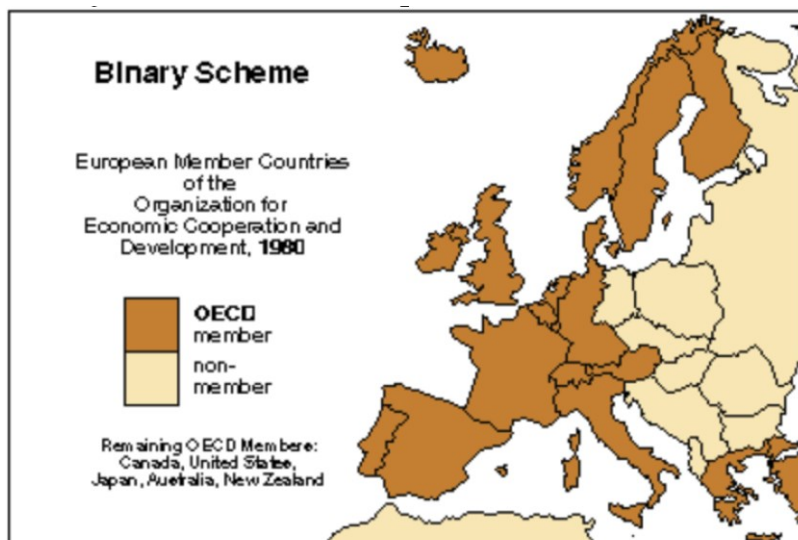 Binary Scheme
European Member Countries
of the
Organization for
Economic Cooperation and
Development, 1980
OECD
member
non-
member
Remaining OECD Members:
Canada, United States,
Japan, Australia, New Zealand